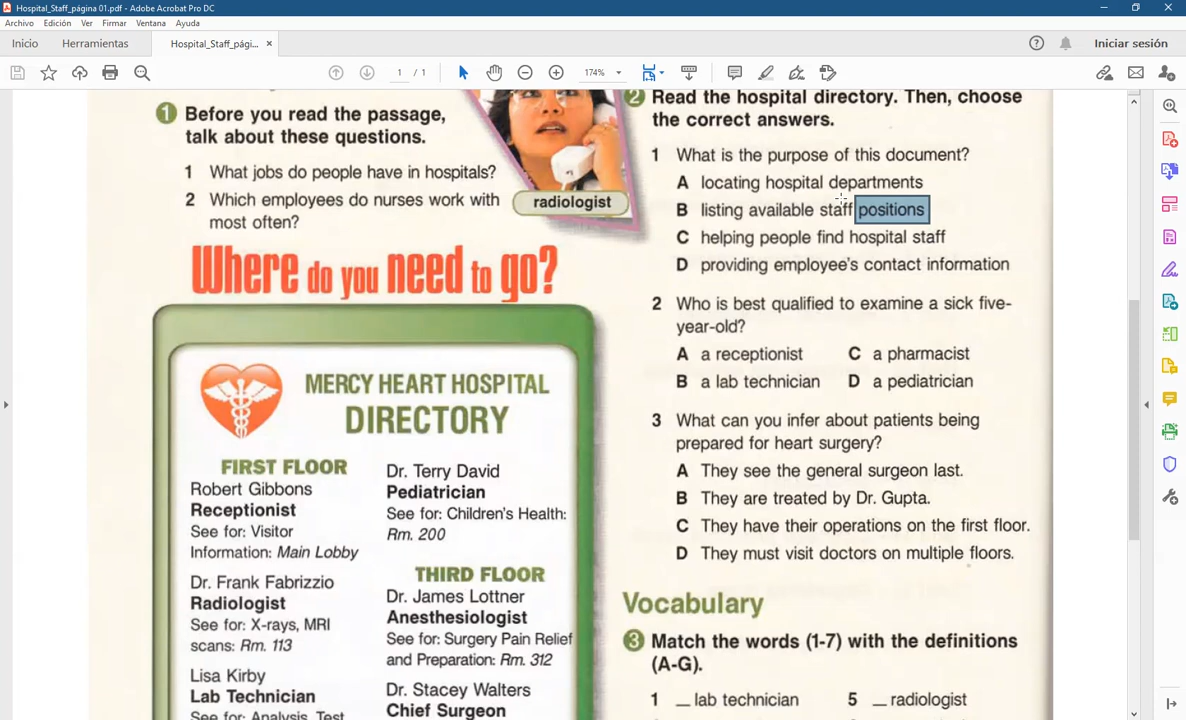 Hospital_Staff_página 01.pdf - Adobe Acrobat Pro DC
Archivo Edición Ver Firmar Ventana Ayuda
Inicio Herramientas Hospital_Staff_pági... × Iniciar sesión
1 / 1 174%
1 Before you read the passage,
talk about these questions.
1 What jobs do people have in hospitals?
2 Which employees do nurses work with
most often?
radiologist
Where do you need to go?
MERCY HEART HOSPITAL
DIRECTORY
FIRST FLOOR
Robert Gibbons
Receptionist
See for: Visitor
Information: Main Lobby
Dr. Frank Fabrizzio
Radiologist
See for: X-rays, MRI
scans: Rm. 113
Lisa Kirby
Lab Technician
See for: Analysis, Test
Dr. Terry David
Pediatrician
See for: Children's Health:
Rm. 200
THIRD FLOOR
Dr. James Lottner
Anesthesiologist
See for: Surgery Pain Relief
and Preparation: Rm. 312
Dr. Stacey Walters
Chief Surgeon
2 Read the hospital directory. Then, choose
the correct answers.
1 What is the purpose of this document?
A locating hospital departments
B listing available staff positions
C helping people find hospital staff
D providing employee's contact information
2 Who is best qualified to examine a sick five-
year-old?
A a receptionist C a pharmacist
B a lab technician D a pediatrician
3 What can you infer about patients being
prepared for heart surgery?
A They see the general surgeon last.
B They are treated by Dr. Gupta.
C They have their operations on the first floor.
D They must visit doctors on multiple floors.
Vocabulary
3 Match the words (1-7) with the definitions
(A-G).
1 _ lab technician 5 _ radiologist